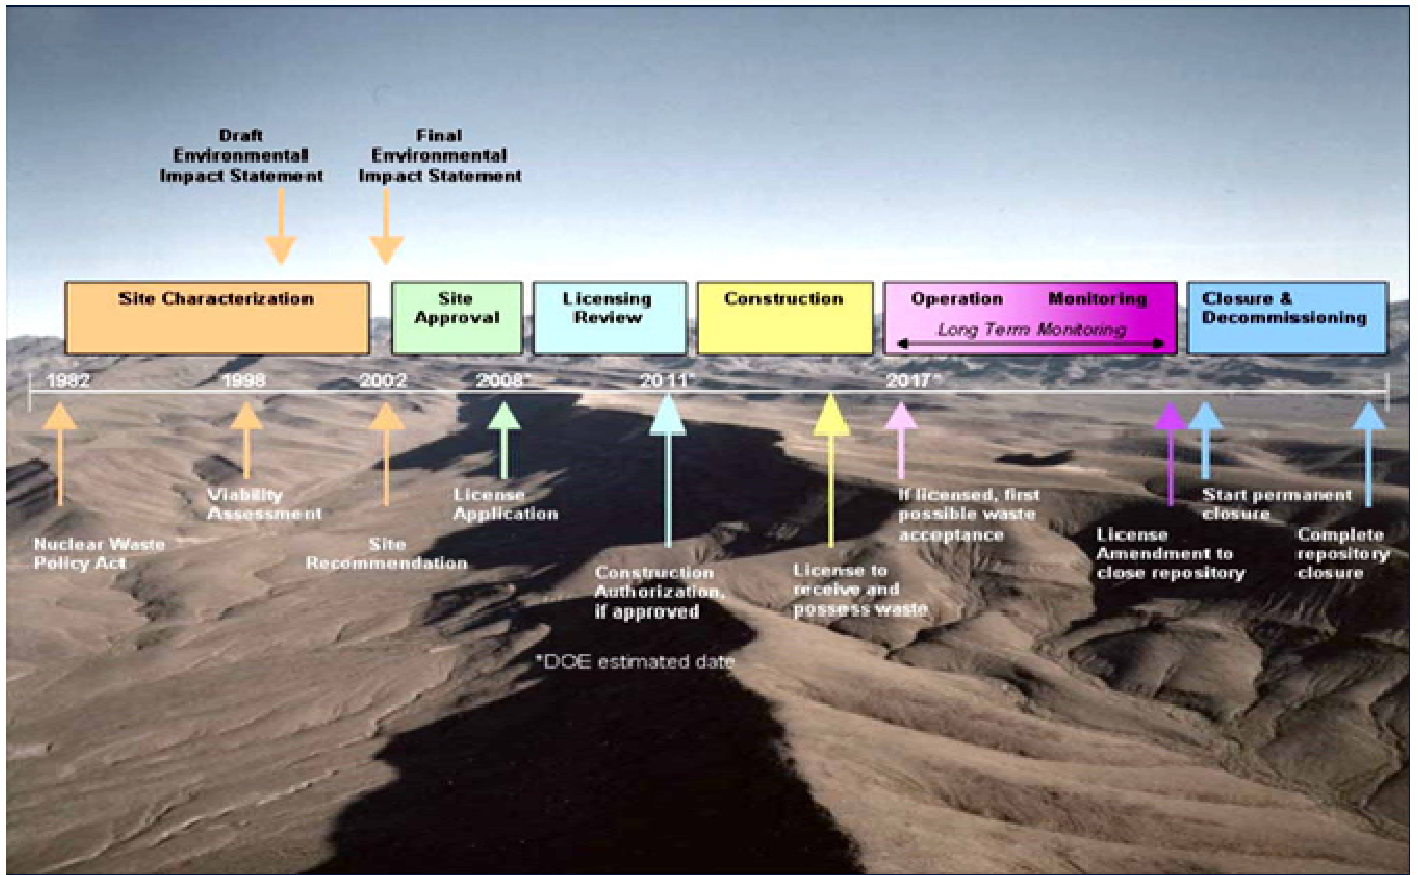 Draft
Environmental
Impact Statement
Final
Environmental
Impact Statement
Site Characterization
Site
Approval
Licensing
Review
Construction
Operation
Monitoring
Long Term Monitoring
Closure &
Decommissioning
1982
1998
2002
2008*
2011*
2017*
Nuclear Waste
Policy Act
Viability
Assessment
Site
Recommendation
License
Application
Construction
Authorization,
if approved
License to
receive and
possess waste
If licensed, first
possible waste
acceptance
License
Amendment to
close repository
Start permanent
closure
Complete
repository
closure
*DOE estimated date